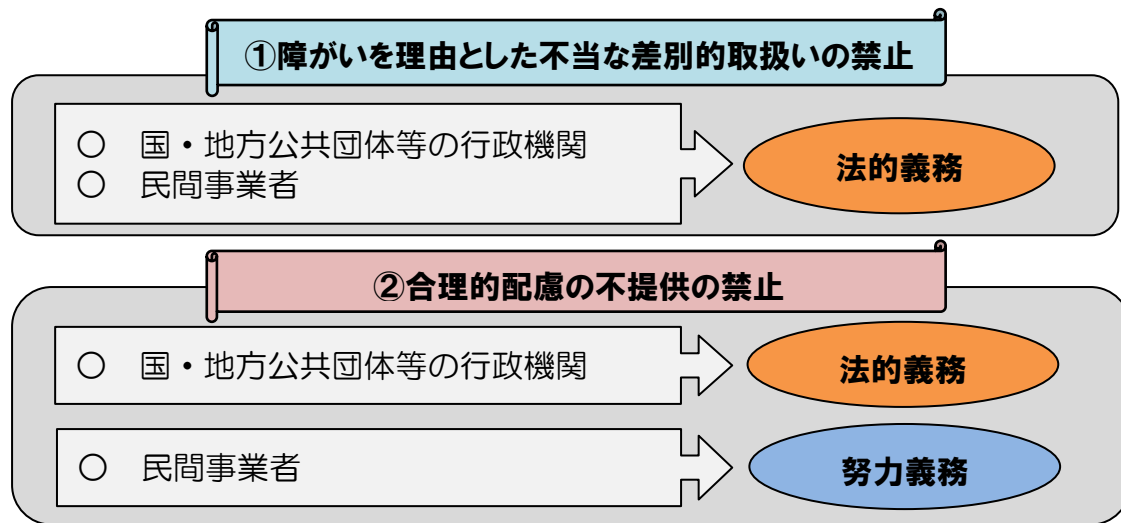 ①障がいを理由とした不当な差別的取扱いの禁止
○ 国・地方公共団体等の行政機関
○ 民間事業者
法的義務
②合理的配慮の不提供の禁止
○ 国・地方公共団体等の行政機関
法的義務
○ 民間事業者
努力義務